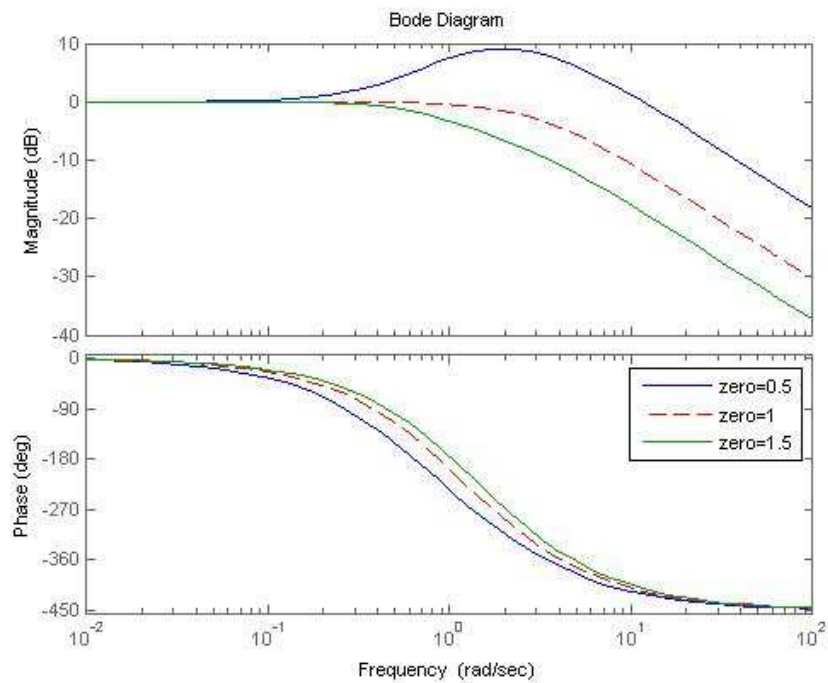 Bode Diagram
Magnitude (dB)
10
0
-10
-20
-30
-40
Phase (deg)
0
-90
-180
-270
-360
-450
zero=0.5
zero=1
zero=1.5
10^-2
10^-1
10^0
10^1
10^2
Frequency (rad/sec)